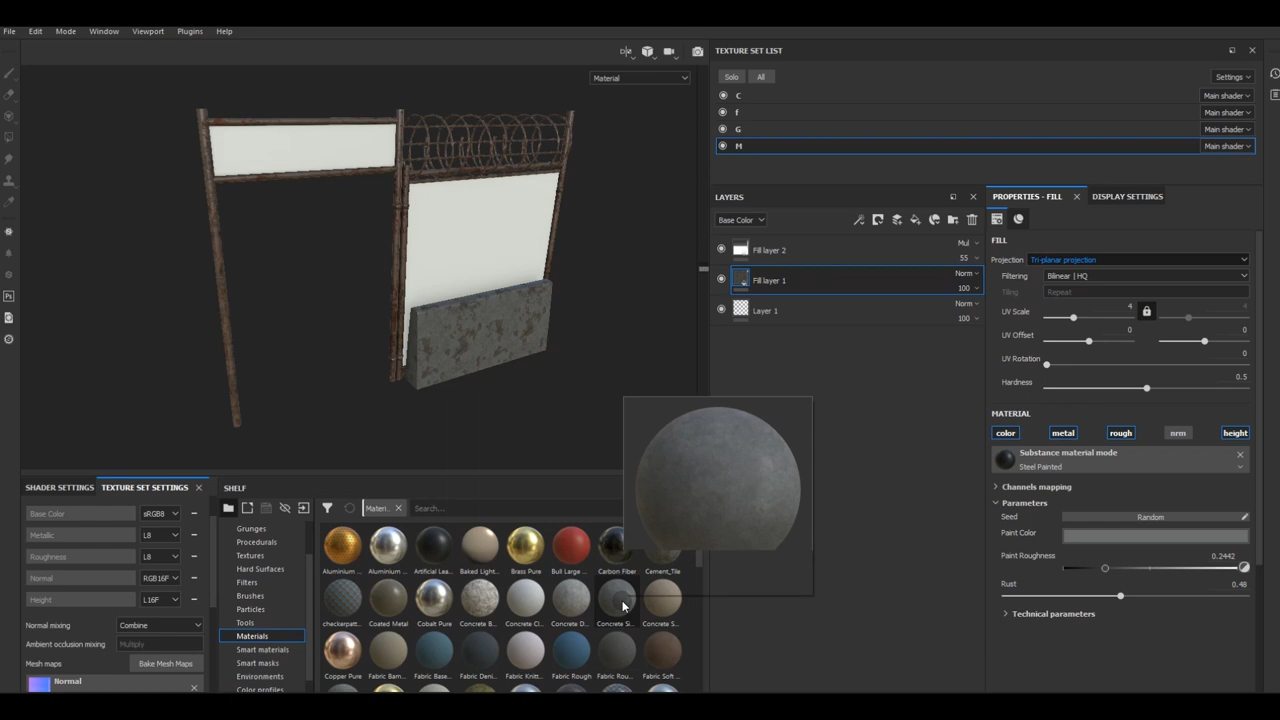 File Edit Mode Window Viewport Plugins Help
Material
TEXTURE SET LIST
Solo All Settings
C Main shader
f Main shader
G Main shader
M Main shader
LAYERS
Base Color
Fill layer 2 Mul
55
Fill layer 1 Norm
100
Layer 1 Norm
100
PROPERTIES - FILL DISPLAY SETTINGS
FILL
Projection Tri-planar projection
Filtering Bilinear | HQ
Tiling Repeat
UV Scale 4 4
UV Offset 0 0
UV Rotation 0
Hardness 0.5
MATERIAL
color metal rough nrm height
Substance material mode
Steel Painted
Channels mapping
Parameters
Seed Random
Paint Color
Paint Roughness 0.2442
Rust 0.48
Technical parameters
SHADER SETTINGS TEXTURE SET SETTINGS
Base Color sRGB8
Metallic L8
Roughness L8
Normal RGB16F
Height L16F
Normal mixing Combine
Ambient occlusion mixing Multiply
Mesh maps Bake Mesh Maps
Normal
SHELF
Materi.. Search...
Grunges
Procedurals
Textures
Hard Surfaces
Filters
Brushes
Particles
Tools
Materials
Smart materials
Smart masks
Environments
Color profiles
Aluminium ... Aluminium ... Artificial Lea... Baked Light... Brass Pure Bull Large ... Carbon Fiber Cement_Tile
checkerpatt... Coated Metal Cobalt Pure Concrete B... Concrete Cl... Concrete D... Concrete Si... Concrete S...
Copper Pure Fabric Bam... Fabric Base... Fabric Deni... Fabric Knitt... Fabric Rough Fabric Rou... Fabric Soft ...
Ps